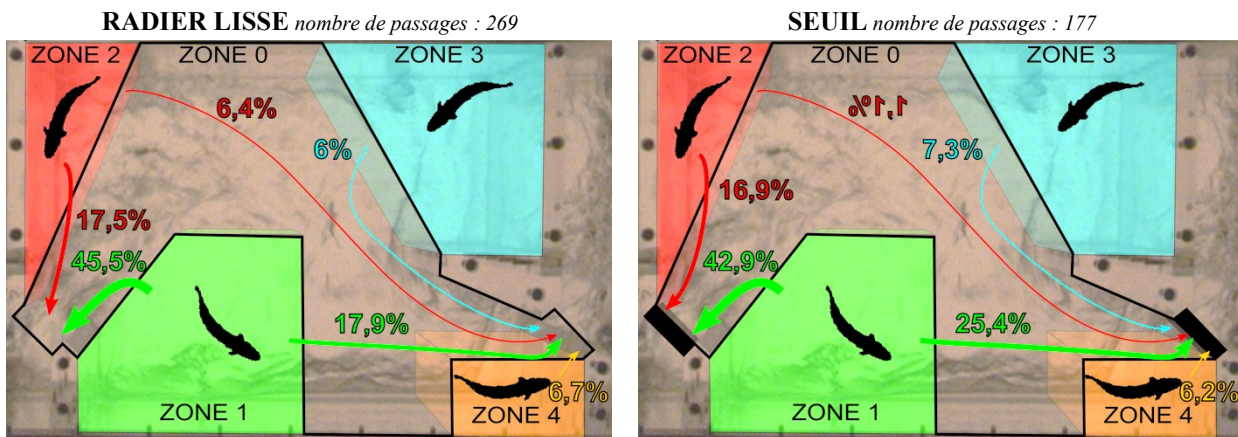 RADIER LISSE nombre de passages : 269
ZONE 2 ZONE 0 ZONE 3
6,4%
6%
17,5%
45,5%
17,9%
6,7%
ZONE 1 ZONE 4
SEUIL nombre de passages : 177
ZONE 2 ZONE 0 ZONE 3
1,1%
7,3%
16,9%
42,9%
25,4%
6,2%
ZONE 1 ZONE 4